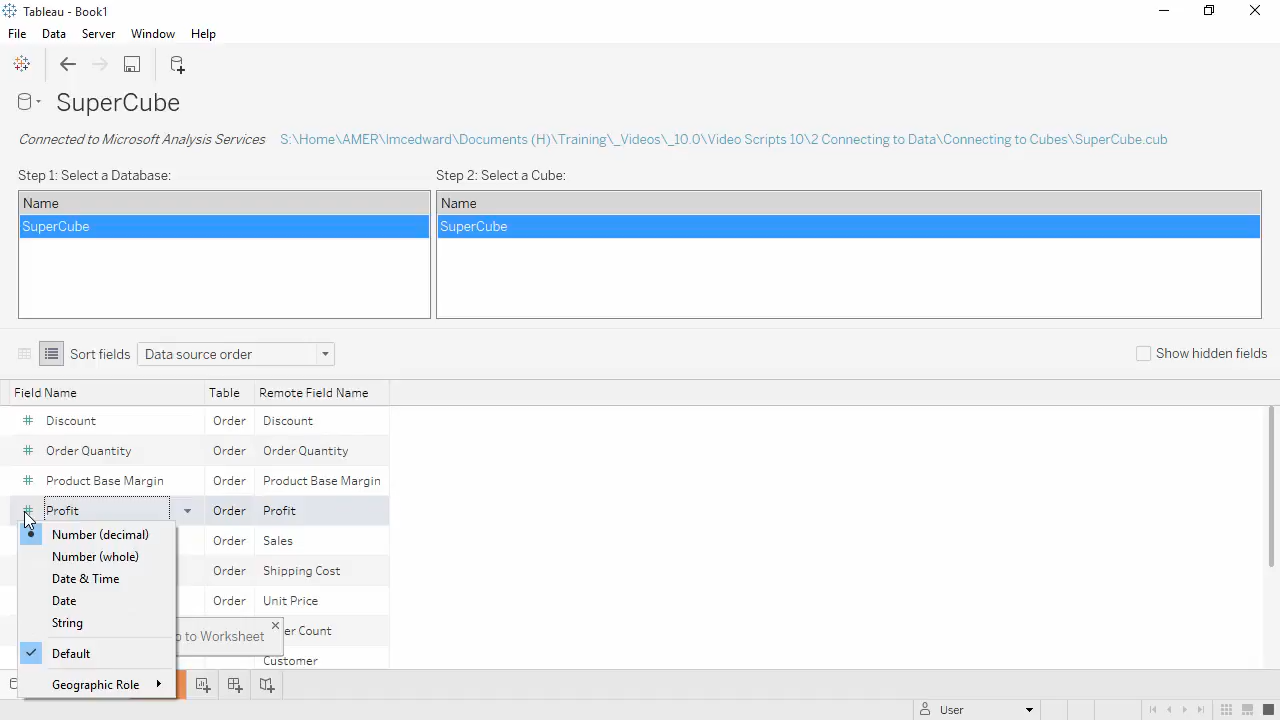 Tableau - Book1
File Data Server Window Help
SuperCube
Connected to Microsoft Analysis Services S:\Home\AMER\lmcedward\Documents (H)\Training\_Videos\_10.0\Video Scripts 10\2 Connecting to Data\Connecting to Cubes\SuperCube.cub
Step 1: Select a Database: Step 2: Select a Cube:
Name Name
SuperCube SuperCube
Sort fields Data source order Show hidden fields
Field Name Table Remote Field Name
Discount Order Discount
Order Quantity Order Order Quantity
Product Base Margin Order Product Base Margin
Profit Order Profit
Number (decimal) Order Sales
Number (whole)
Date & Time Order Shipping Cost
Date Order Unit Price
String
to Worksheet
Default Customer
Geographic Role
User